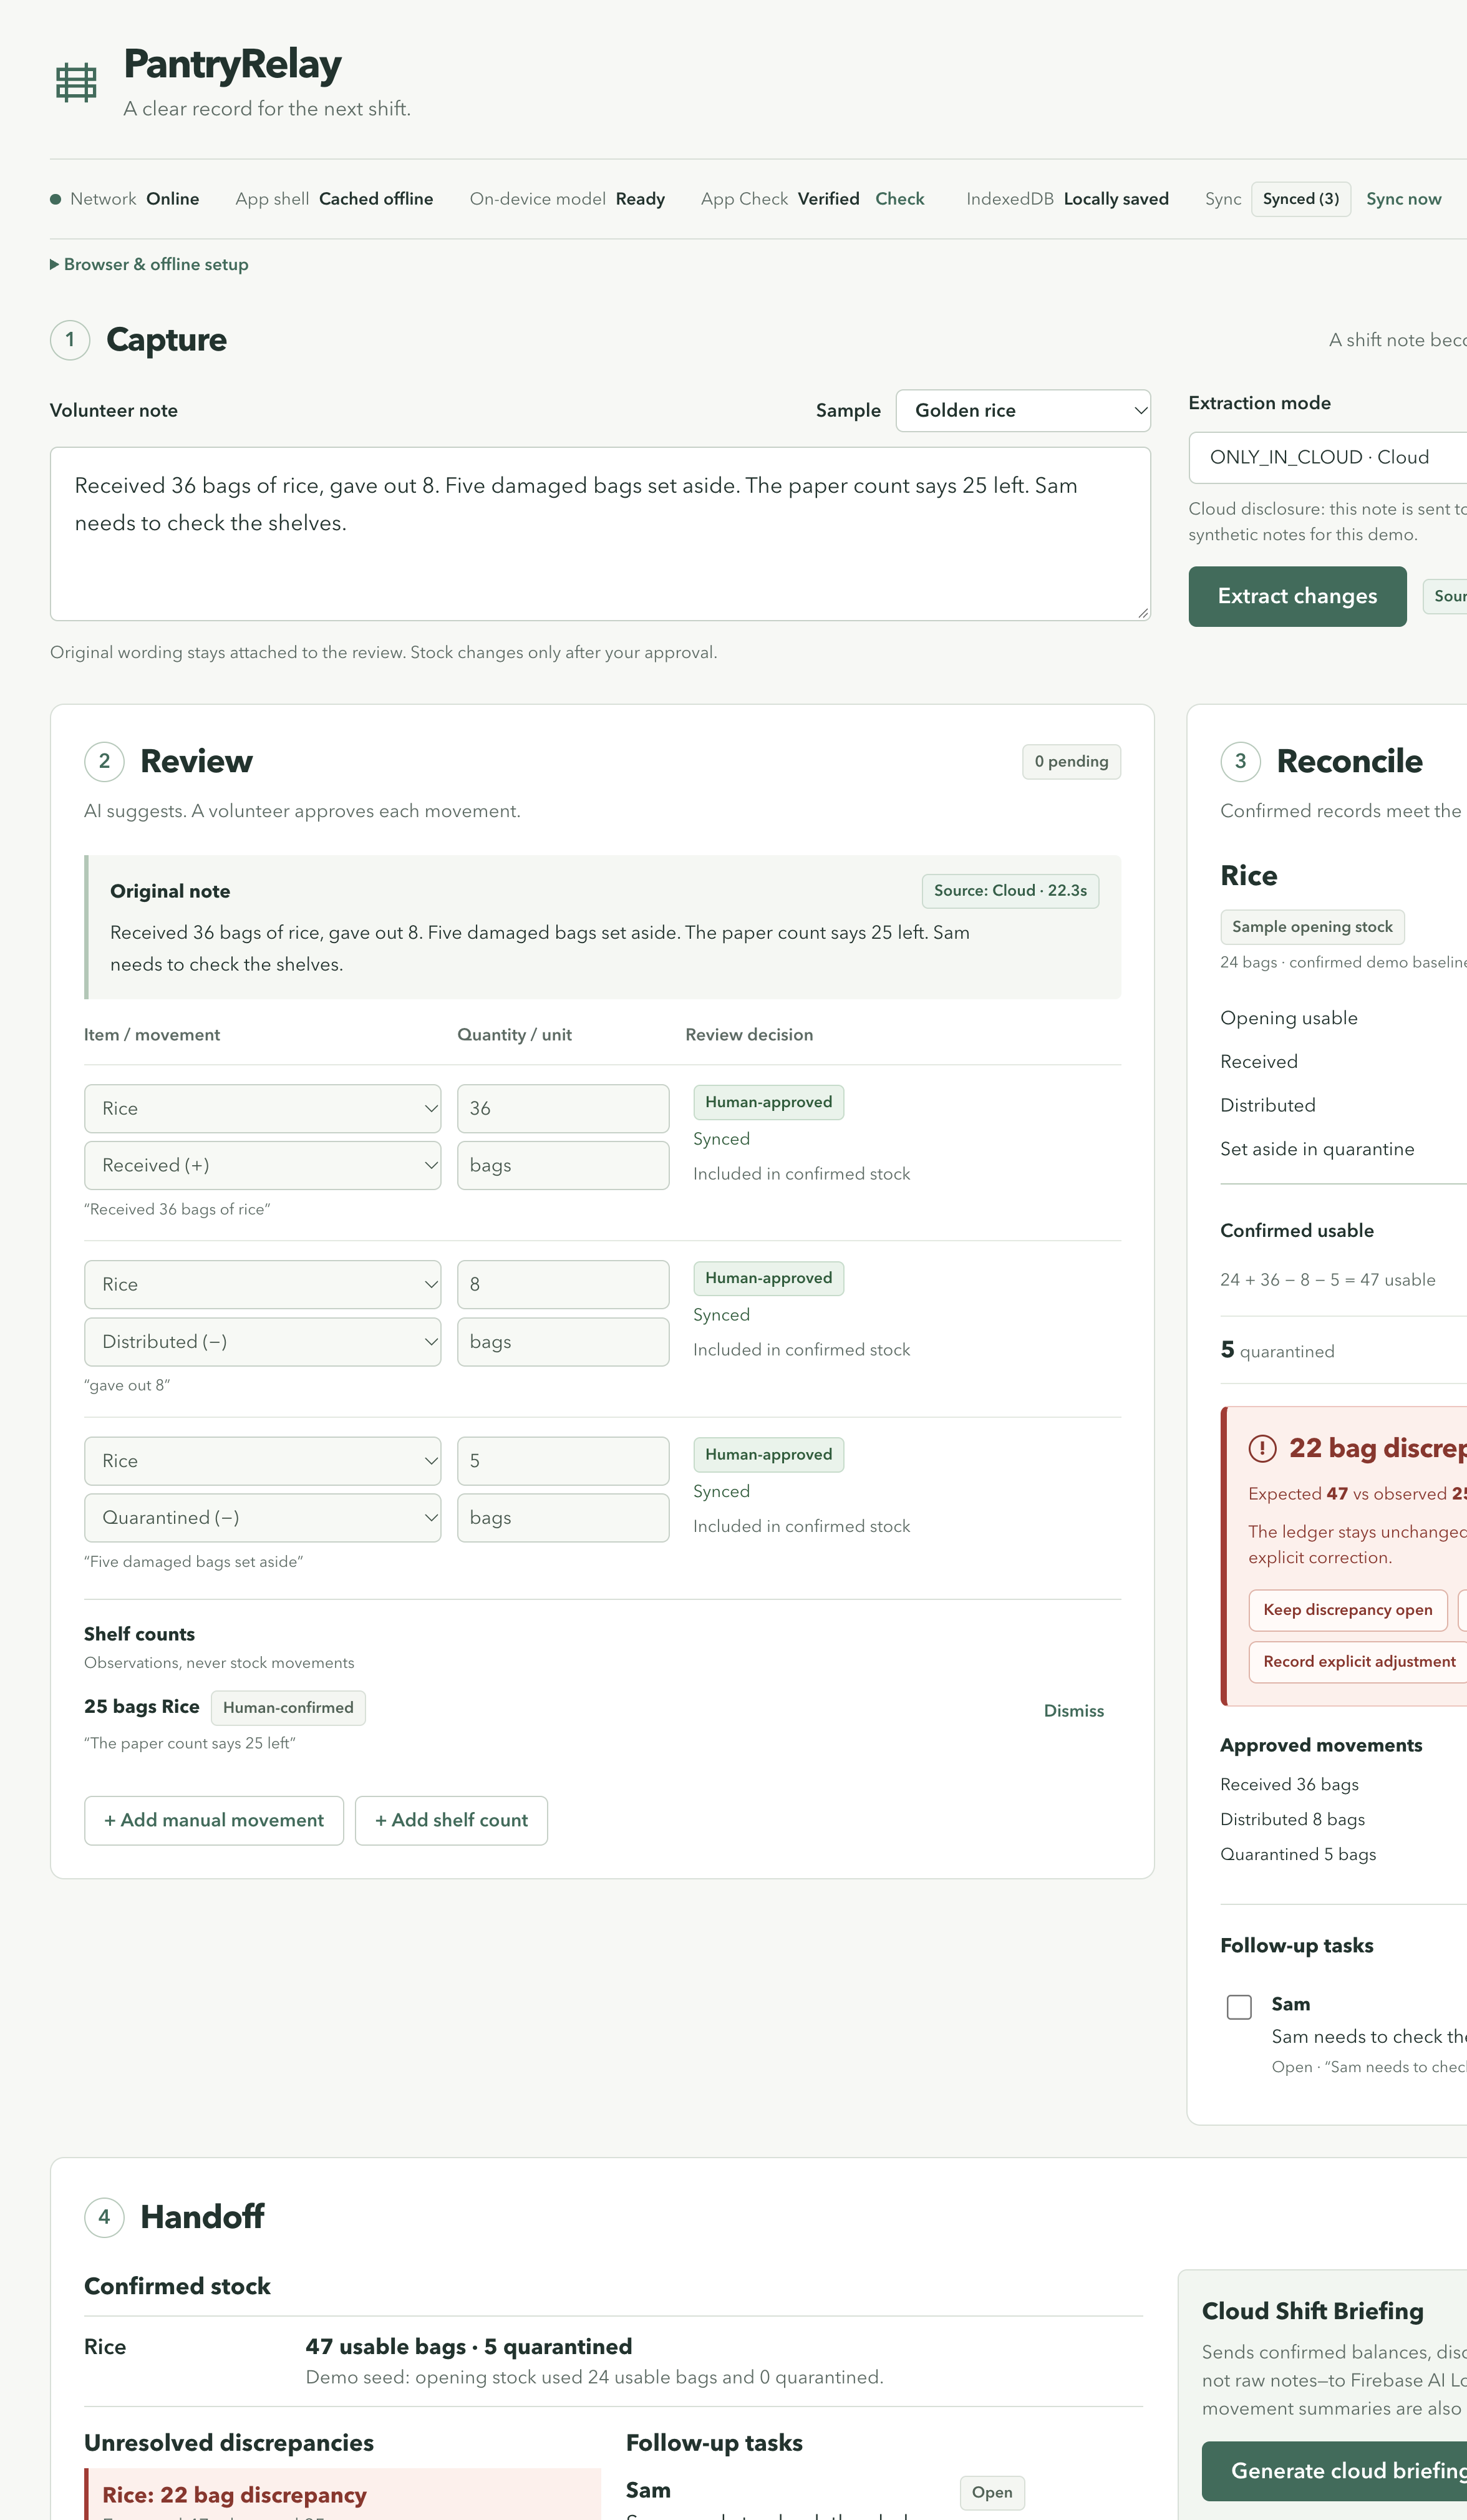 PantryRelay
A clear record for the next shift.
Network Online App shell Cached offline On-device model Ready App Check Verified Check IndexedDB Locally saved Sync Synced (3) Sync now
Browser & offline setup
1 Capture
A shift note
Volunteer note
Sample Golden rice
Received 36 bags of rice, gave out 8. Five damaged bags set aside. The paper count says 25 left. Sam
needs to check the shelves.
Original wording stays attached to the review. Stock changes only after your approval.
Extraction mode
ONLY_IN_CLOUD · Cloud
Cloud disclosure: this note is sent to
synthetic notes for this demo.
Extract changes
2 Review
0 pending
AI suggests. A volunteer approves each movement.
Original note
Source: Cloud · 22.3s
Received 36 bags of rice, gave out 8. Five damaged bags set aside. The paper count says 25 left. Sam
needs to check the shelves.
Item / movement Quantity / unit Review decision
Rice 36 Human-approved
Synced
Received (+) bags Included in confirmed stock
“Received 36 bags of rice”
Rice 8 Human-approved
Synced
Distributed (−) bags Included in confirmed stock
“gave out 8”
Rice 5 Human-approved
Synced
Quarantined (−) bags Included in confirmed stock
“Five damaged bags set aside”
Shelf counts
Observations, never stock movements
25 bags Rice Human-confirmed
Dismiss
“The paper count says 25 left”
+ Add manual movement + Add shelf count
3 Reconcile
Confirmed records meet the
Rice
Sample opening stock
24 bags · confirmed demo baseline
Opening usable
Received
Distributed
Set aside in quarantine
Confirmed usable
24 + 36 − 8 − 5 = 47 usable
5 quarantined
22 bag discrep
Expected 47 vs observed 25
The ledger stays unchanged
explicit correction.
Keep discrepancy open
Record explicit adjustment
Approved movements
Received 36 bags
Distributed 8 bags
Quarantined 5 bags
Follow-up tasks
Sam
Sam needs to check the
Open · “Sam needs to chec
4 Handoff
Confirmed stock
Rice 47 usable bags · 5 quarantined
Demo seed: opening stock used 24 usable bags and 0 quarantined.
Unresolved discrepancies
Rice: 22 bag discrepancy
Follow-up tasks
Sam Open
Cloud Shift Briefing
Sends confirmed balances, disc
not raw notes—to Firebase AI Lo
movement summaries are also
Generate cloud briefing